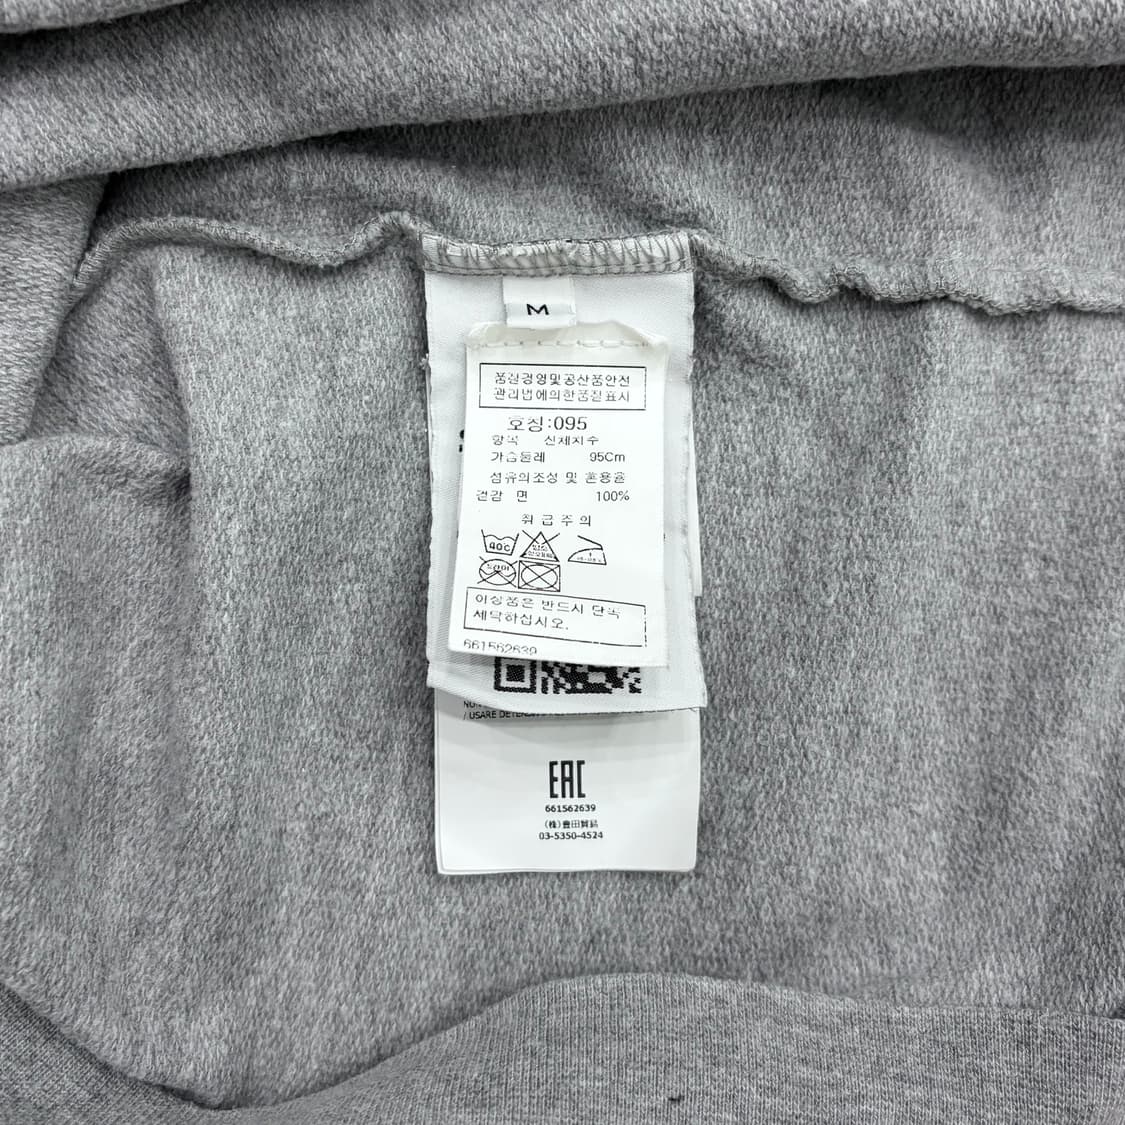 M
품질경영및공산품안전
관리법에의한품질표시
호칭:095
항목 신체지수
가슴둘레 95Cm
섬유의조성 및 혼용율
겉감 면 100%
취급주의
40℃
이상품은 반드시 단독
세탁하십시오.
661562639
/ USARE
EAC
661562639
(株)豊田貿易
03-5350-4524